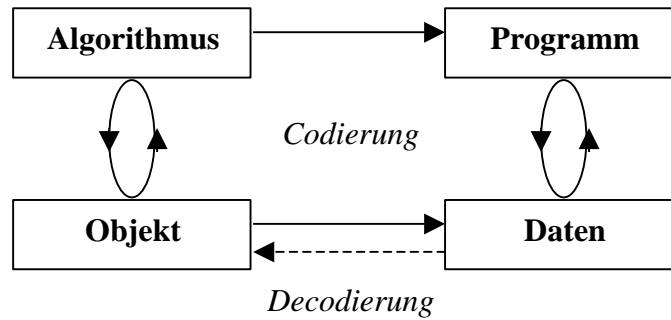 Algorithmus Programm
Codierung
Objekt Daten
Decodierung